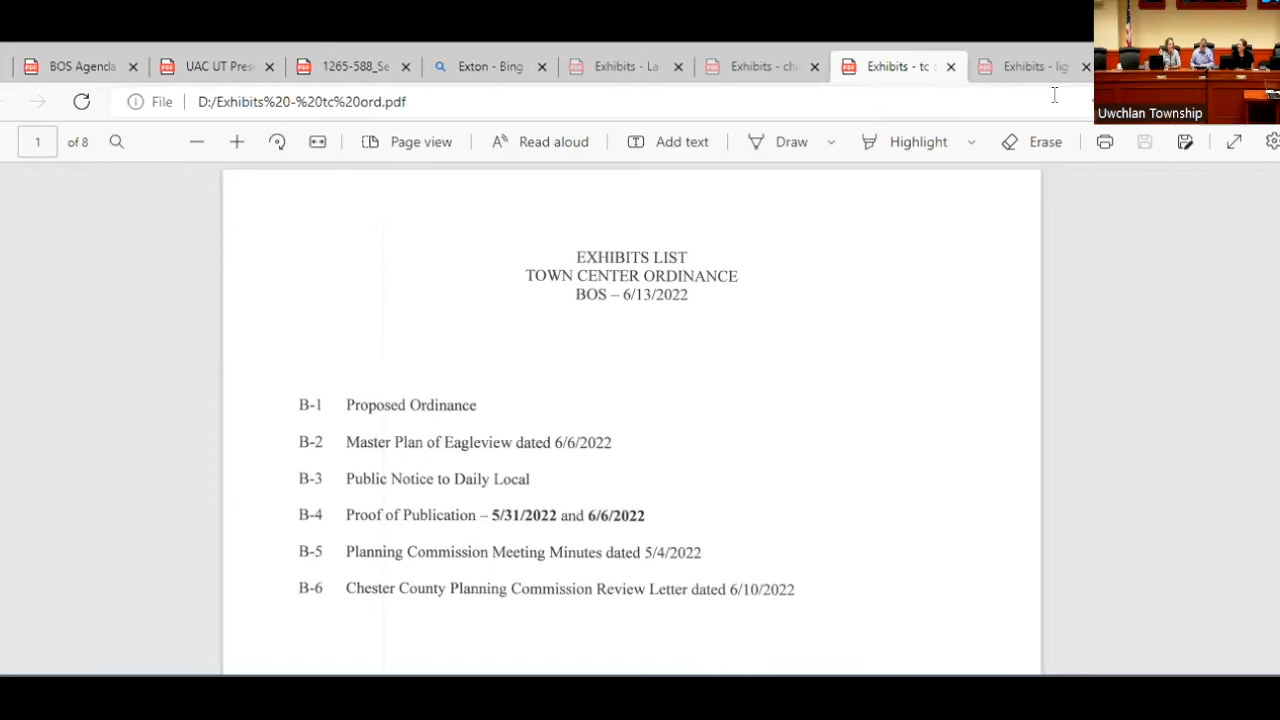 BOS Agenda
UAC UT Pres
1265-588_Se
Exton - Bing
Exhibits - La
Exhibits - chi
Exhibits - tc
Exhibits - lig
Uwchlan Township
File
D:/Exhibits%20-%20tc%20ord.pdf
1 of 8
Page view
Read aloud
Add text
Draw
Highlight
Erase
EXHIBITS LIST
TOWN CENTER ORDINANCE
BOS – 6/13/2022
B-1 Proposed Ordinance
B-2 Master Plan of Eagleview dated 6/6/2022
B-3 Public Notice to Daily Local
B-4 Proof of Publication – 5/31/2022 and 6/6/2022
B-5 Planning Commission Meeting Minutes dated 5/4/2022
B-6 Chester County Planning Commission Review Letter dated 6/10/2022